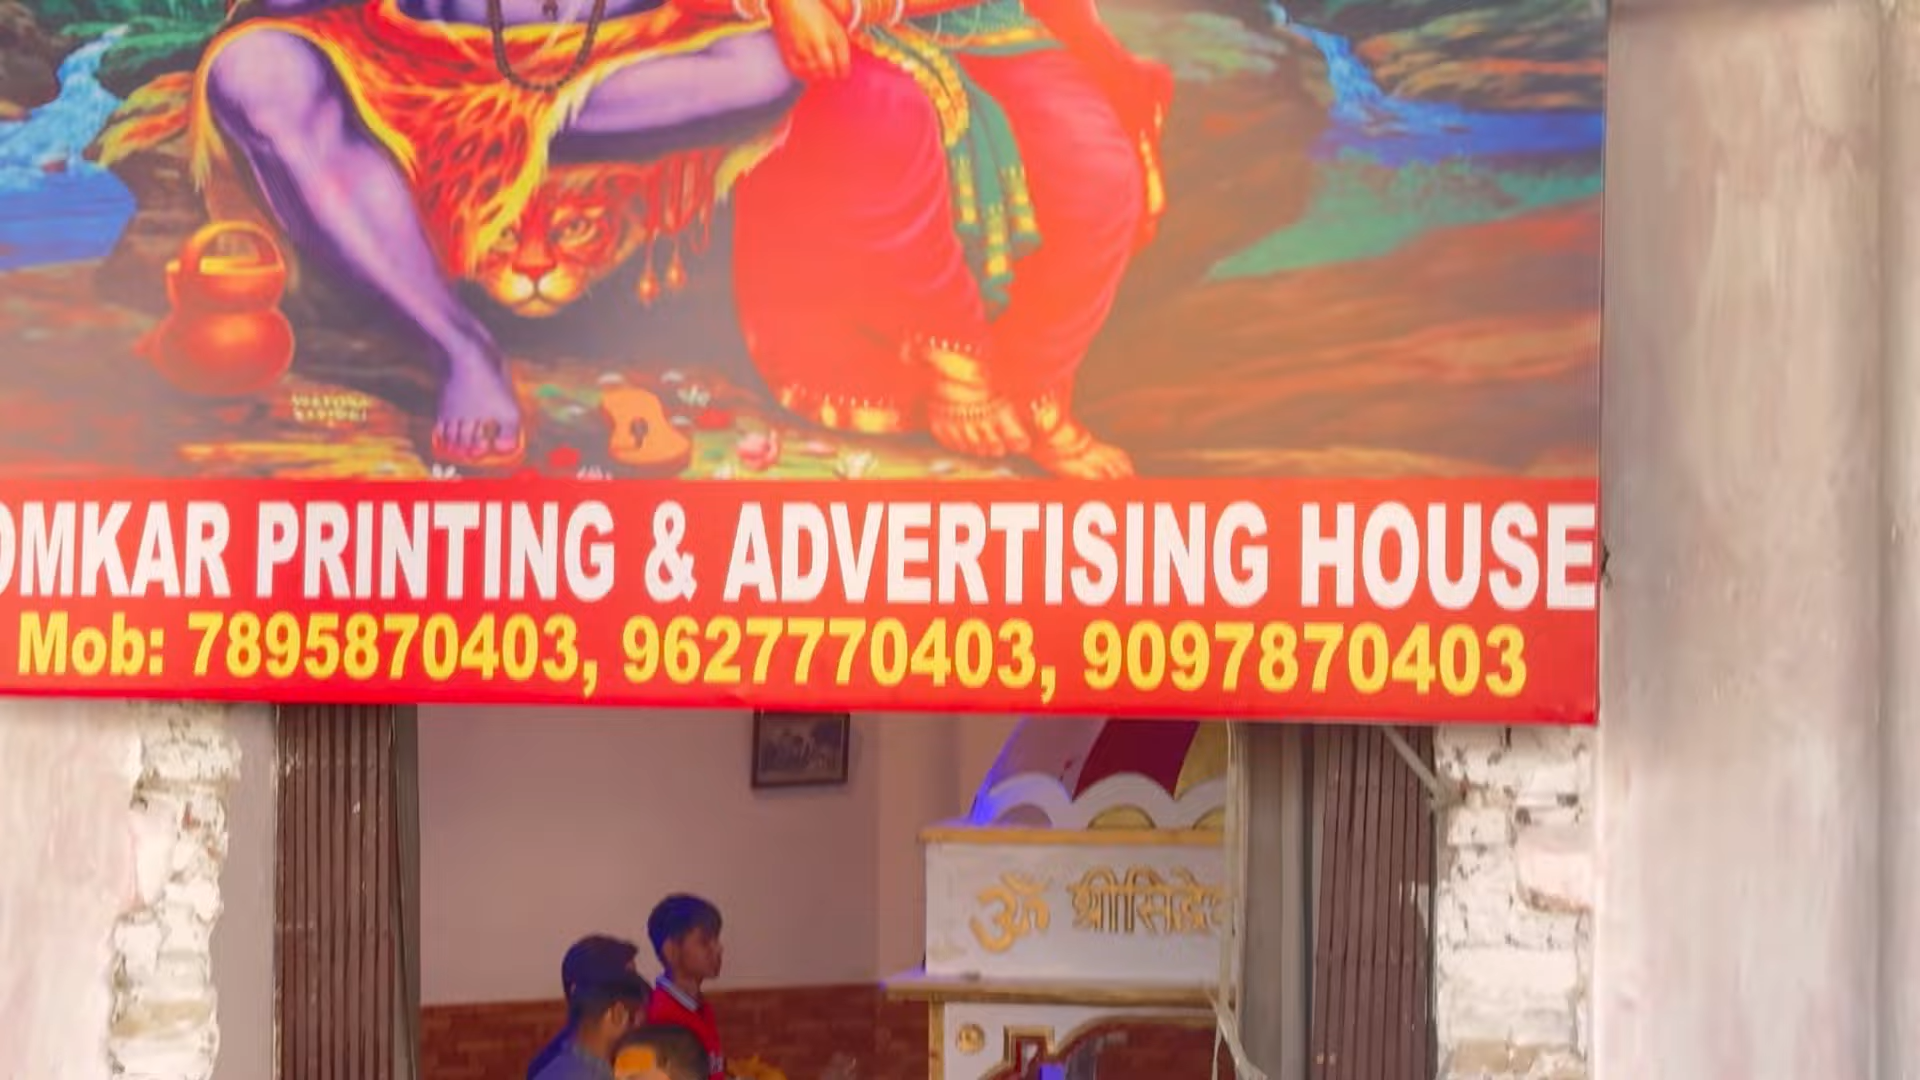 OMKAR PRINTING & ADVERTISING HOUSE
Mob: 7895870403, 9627770403, 9097870403
ॐ